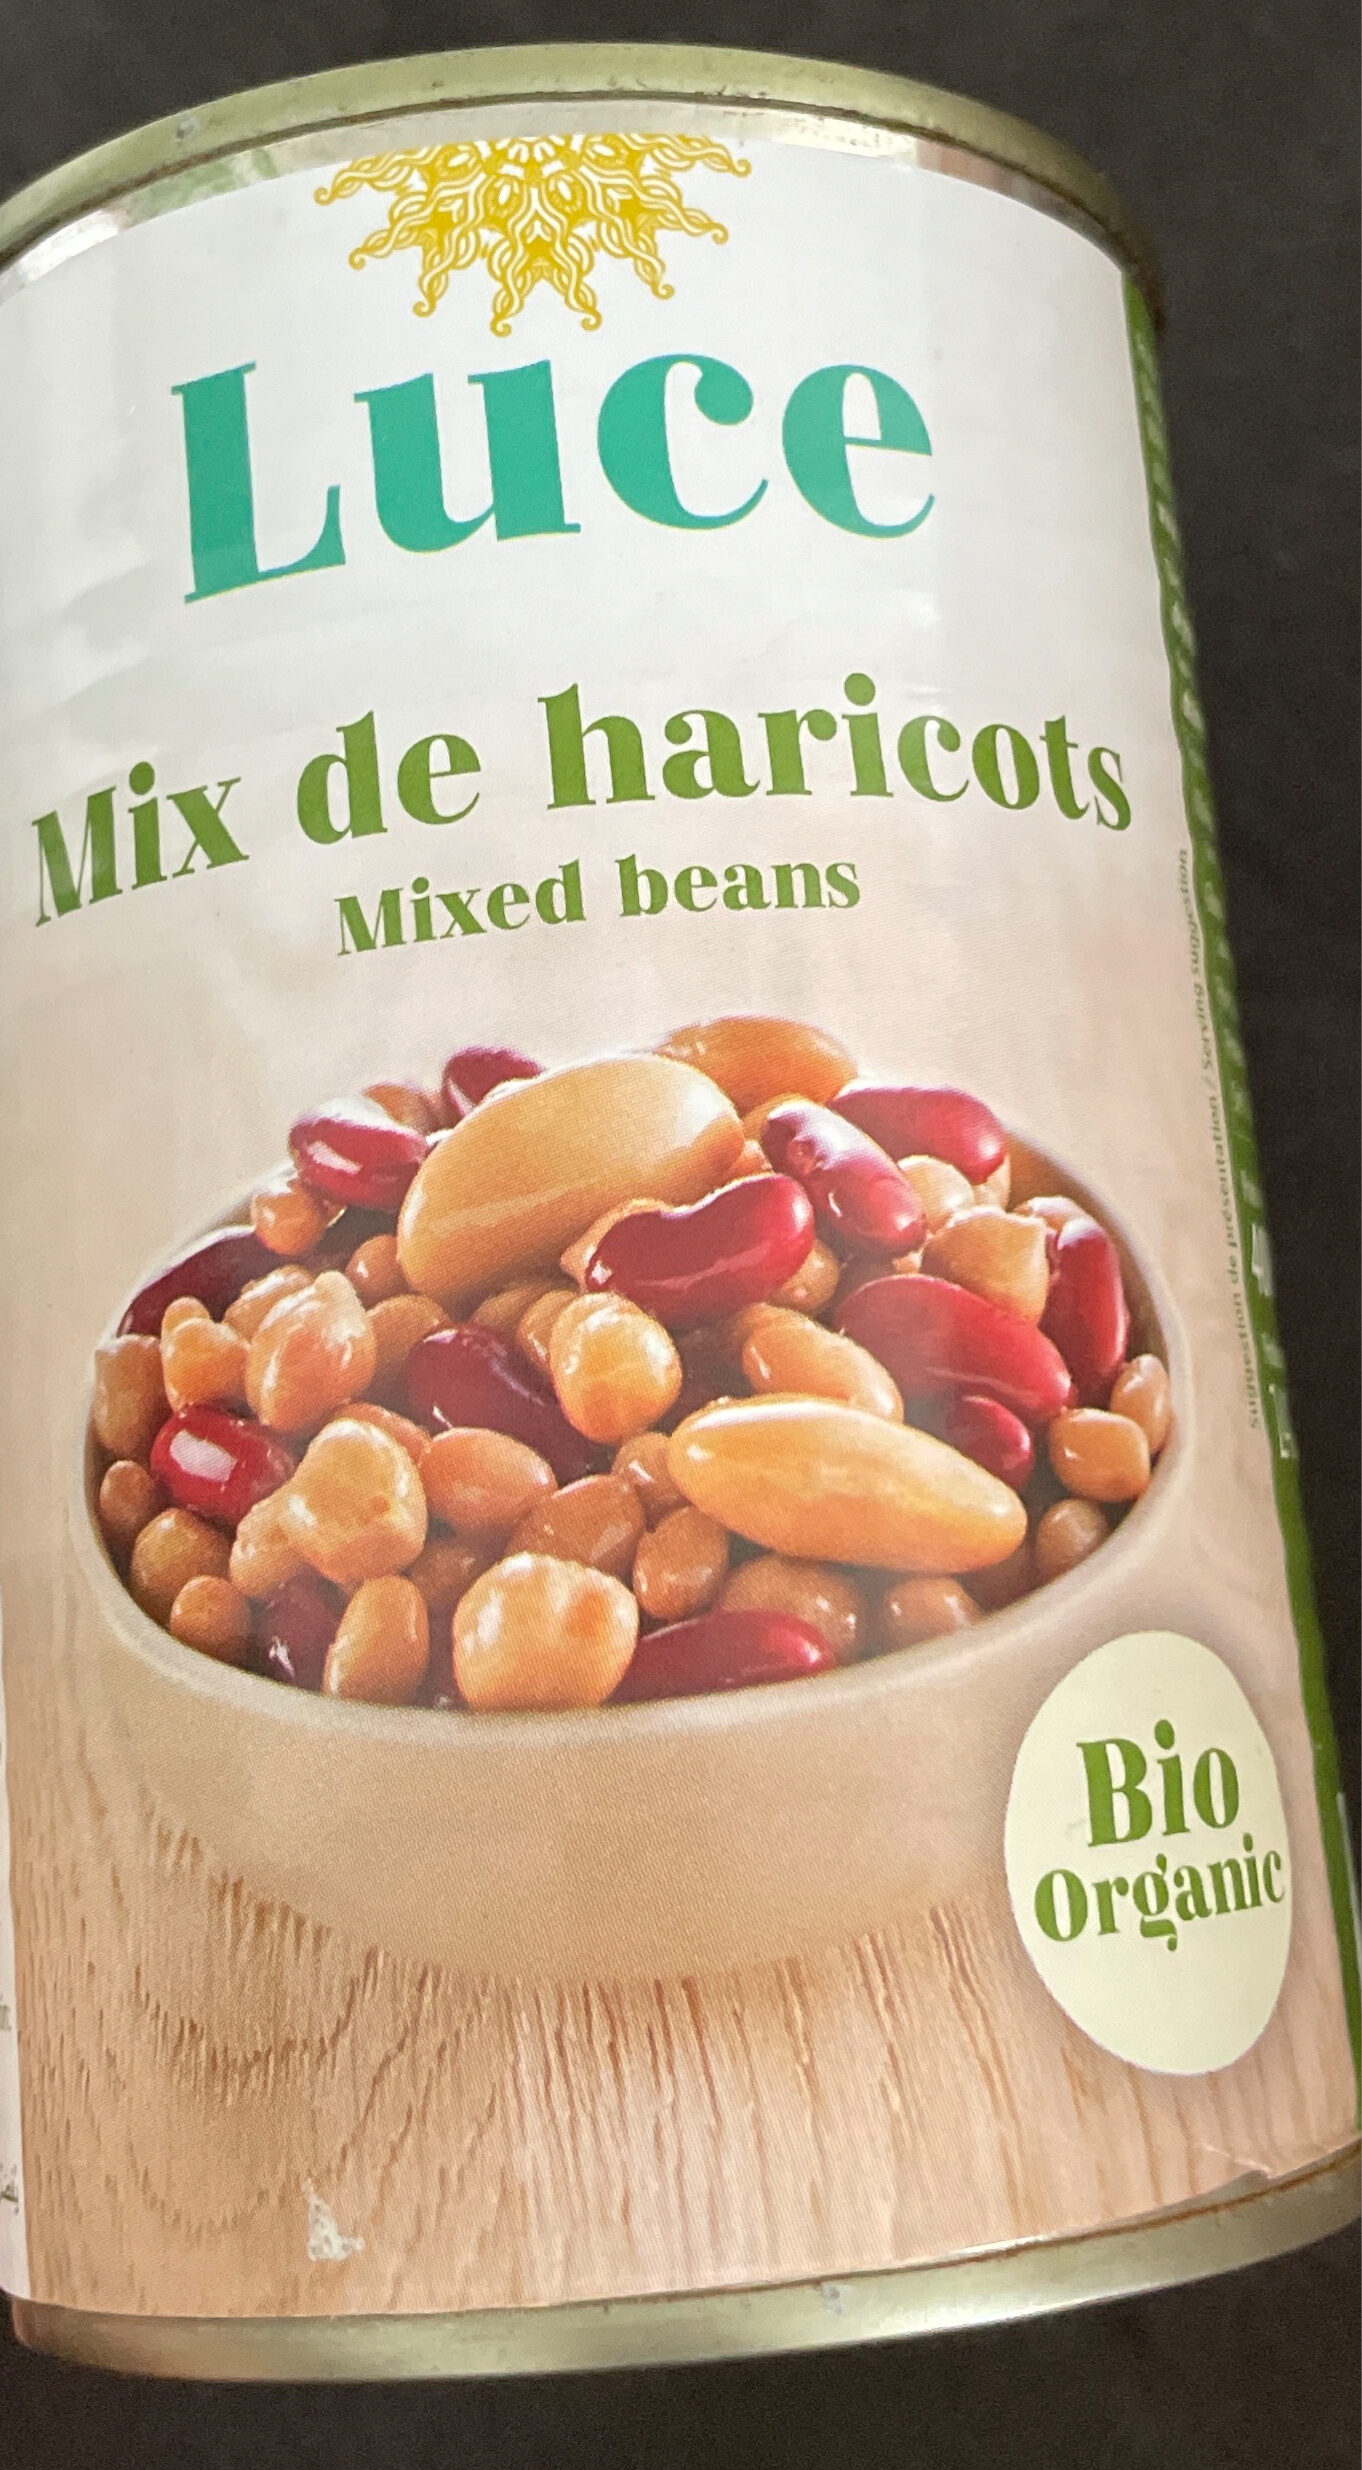 Luce
Mix de haricots
Mixed beans
Suggestion de présentation / Serving suggestion
Bio
Organic